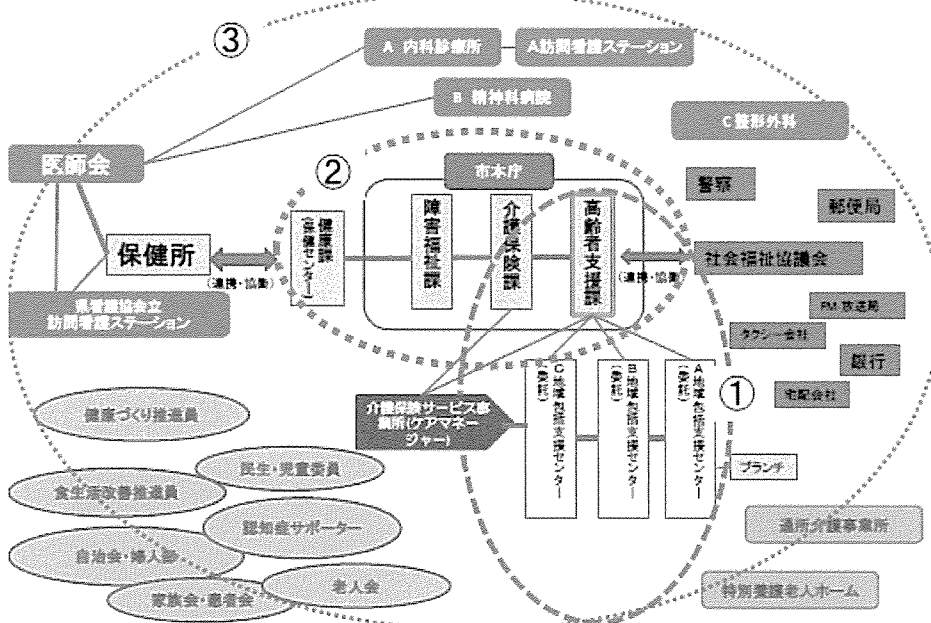 ③
A 内科診療所
A訪問看護ステーション
B 精神科病院
C整形外科
医師会
②
市本庁
警察
郵便局
保健所
(連携・協働)
健康課
(保健センター)
障害福祉課
介護保険課
高齢者支援課
(連携・協働)
社会福祉協議会
県看護協会立
訪問看護ステーション
FM放送局
タクシー会社
銀行
宅配会社
①
介護保険サービス事
業所(ケアマネー
ジャー)
C地域包括支援センター
(委託)
B地域包括支援センター
(委託)
A地域包括支援センター
(委託)
ブランチ
健康づくり推進員
民生・児童委員
食生活改善推進員
認知症サポーター
自治会・婦人部
老人会
家族会・患者会
通所介護事業所
特別養護老人ホーム